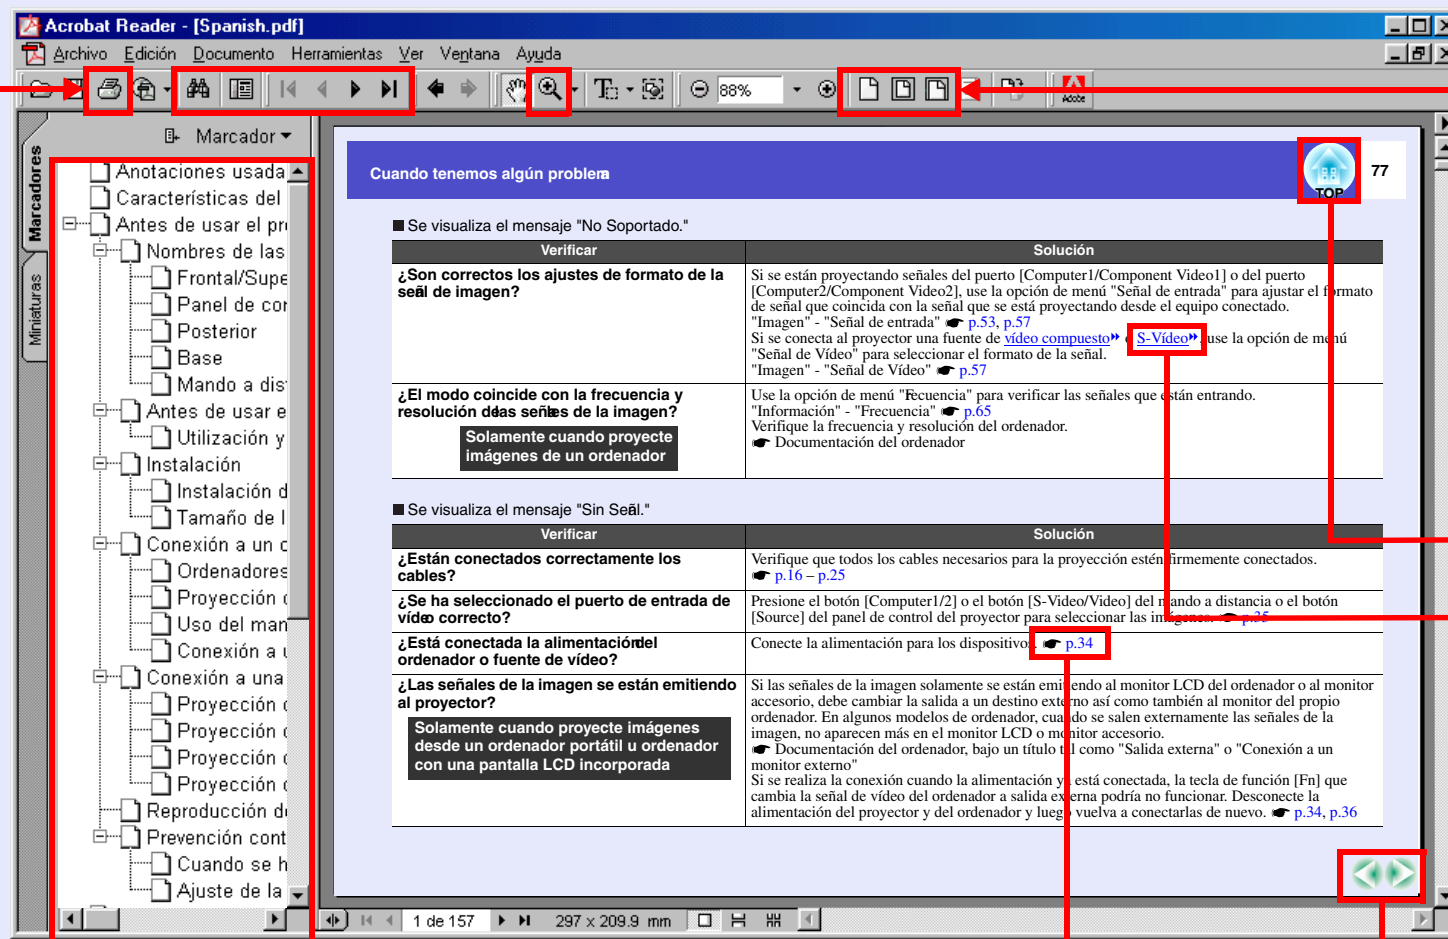 Acrobat Reader - [Spanish.pdf]
Archivo Edición Documento Herramientas Ver Ventana Ayuda
88%
Adobe
Marcador
Marcadores
Miniaturas
Anotaciones usada
Características del
Antes de usar el pr
Nombres de las
Frontal/Supe
Panel de cor
Posterior
Base
Mando a dis
Antes de usar e
Utilización y
Instalación
Instalación d
Tamaño de l
Conexión a un c
Ordenadores
Proyección c
Uso del man
Conexión a u
Conexión a una
Proyección c
Proyección c
Proyección c
Proyección c
Reproducción de
Prevención cont
Cuando se h
Ajuste de la
Cuando tenemos algún problema
TOP
77
Se visualiza el mensaje "No Soportado."
Verificar Solución
¿Son correctos los ajustes de formato de la
señal de imagen?
Si se están proyectando señales del puerto [Computer1/Component Video1] o del puerto
[Computer2/Component Video2], use la opción de menú "Señal de entrada" para ajustar el formato
de señal que coincida con la señal que se está proyectando desde el equipo conectado.
"Imagen" - "Señal de entrada" ☛ p.53, p.57
Si se conecta al proyector una fuente de vídeo compuesto o S-Vídeo, use la opción de menú
"Señal de Vídeo" para seleccionar el formato de la señal.
"Imagen" - "Señal de Vídeo" ☛ p.57
¿El modo coincide con la frecuencia y
resolución de las señales de la imagen?
Solamente cuando proyecte
imágenes de un ordenador
Use la opción de menú "Frecuencia" para verificar las señales que están entrando.
"Información" - "Frecuencia" ☛ p.65
Verifique la frecuencia y resolución del ordenador.
☛ Documentación del ordenador
Se visualiza el mensaje "Sin Señal."
Verificar Solución
¿Están conectados correctamente los
cables?
Verifique que todos los cables necesarios para la proyección estén firmemente conectados.
☛ p.16 – p.25
¿Se ha seleccionado el puerto de entrada de
vídeo correcto?
Presione el botón [Computer1/2] o el botón [S-Video/Video] del mando a distancia o el botón
[Source] del panel de control del proyector para seleccionar las imágenes. ☛ p.35
¿Está conectada la alimentación del
ordenador o fuente de vídeo?
Conecte la alimentación para los dispositivos. ☛ p.34
¿Las señales de la imagen se están emitiendo
al proyector?
Solamente cuando proyecte imágenes
desde un ordenador portátil u ordenador
con una pantalla LCD incorporada
Si las señales de la imagen solamente se están emitiendo al monitor LCD del ordenador o al monitor
accesorio, debe cambiar la salida a un destino externo así como también al monitor del propio
ordenador. En algunos modelos de ordenador, cuando se salen externamente las señales de la
imagen, no aparecen más en el monitor LCD o monitor accesorio.
☛ Documentación del ordenador, bajo un título tal como "Salida externa" o "Conexión a un
monitor externo"
Si se realiza la conexión cuando la alimentación ya está conectada, la tecla de función [Fn] que
cambia la señal de vídeo del ordenador a salida externa podría no funcionar. Desconecte la
alimentación del proyector y del ordenador y luego vuelva a conectarlas de nuevo. ☛ p.34, p.36
1 de 157 297 x 209.9 mm